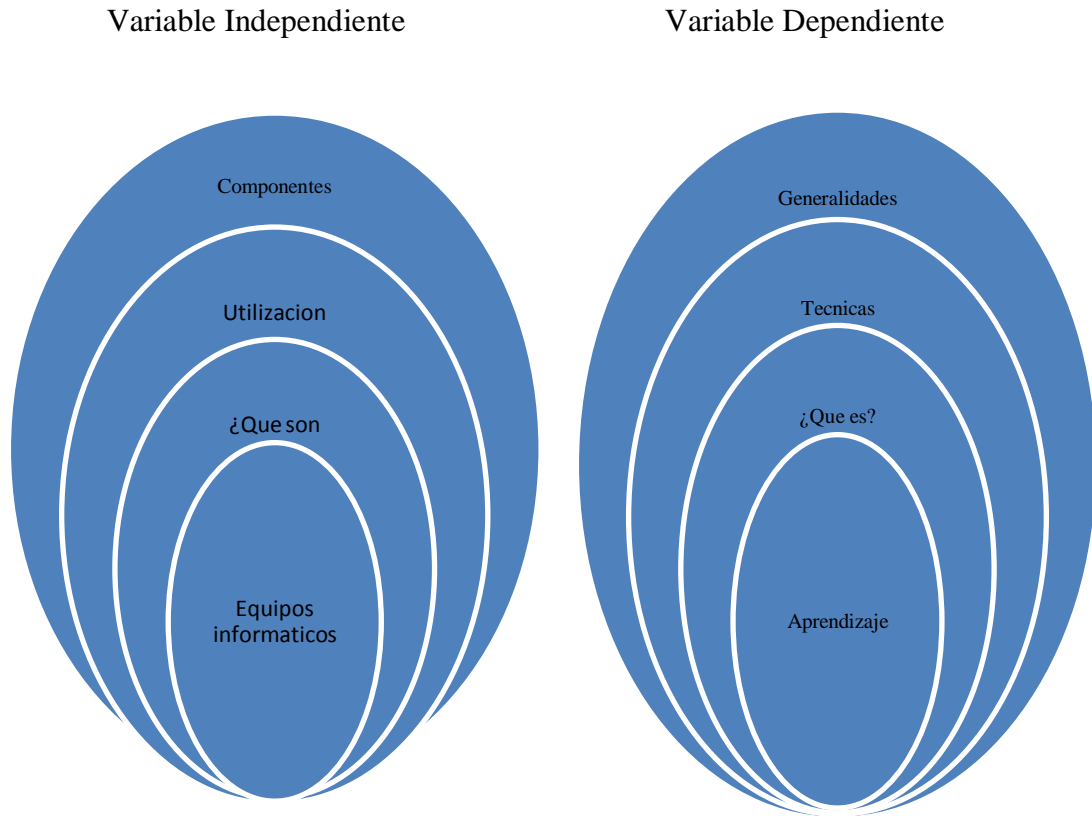 Variable Independiente
Variable Dependiente
Componentes
Utilizacion
¿Que son
Equipos
informaticos
Generalidades
Tecnicas
¿Que es?
Aprendizaje